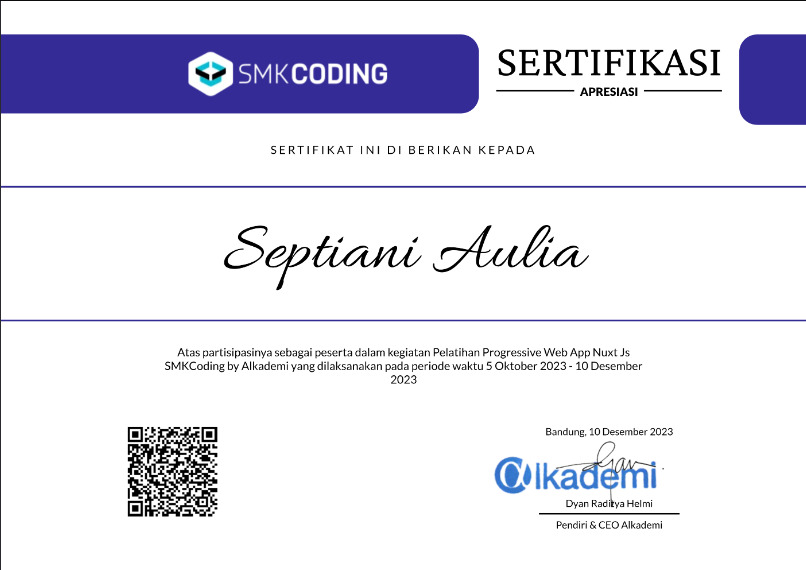 SMKCODING
SERTIFIKASI
APRESIASI
SERTIFIKAT INI DI BERIKAN KEPADA
Septiani Aulia
Atas partisipasinya sebagai peserta dalam kegiatan Pelatihan Progressive Web App Nuxt Js
SMKCoding by Alkademi yang dilaksanakan pada periode waktu 5 Oktober 2023 - 10 Desember
2023
Bandung, 10 Desember 2023
alkademi
Dyan Raditya Helmi
Pendiri & CEO Alkademi